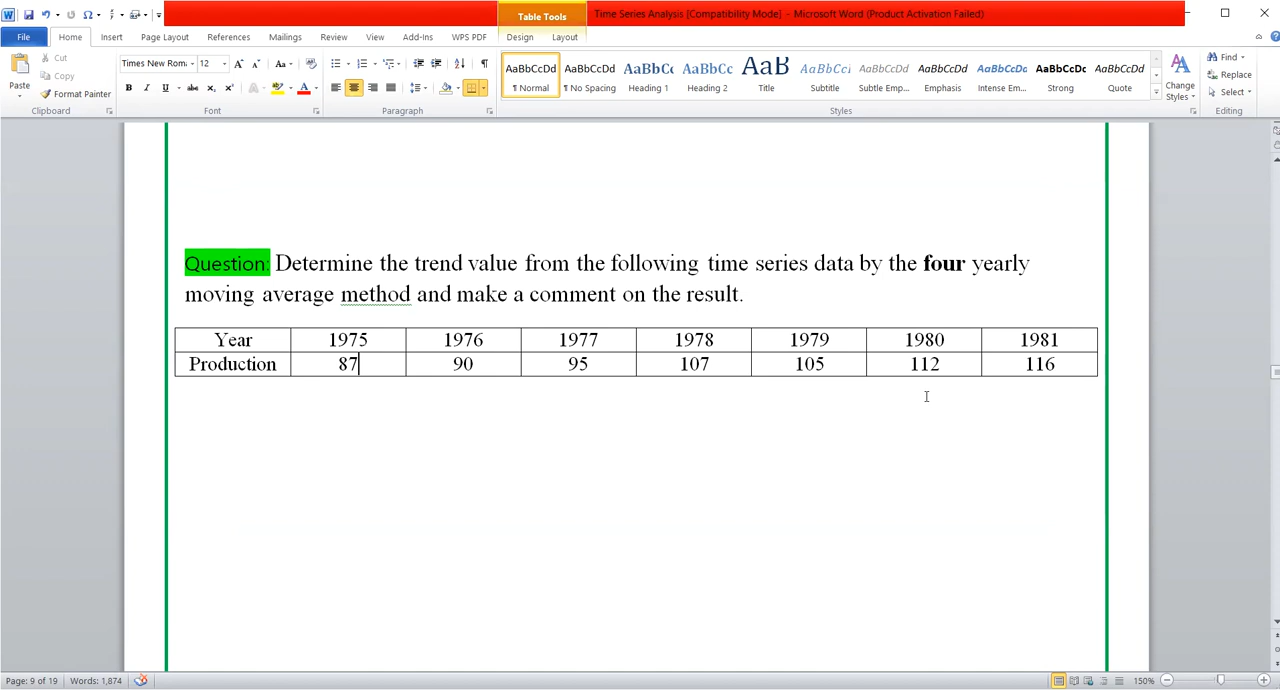 Table Tools
Time Series Analysis [Compatibility Mode] - Microsoft Word (Product Activation Failed)
File Home Insert Page Layout References Mailings Review View Add-Ins WPS PDF Design Layout
Paste
Cut
Copy
Format Painter
Clipboard
Times New Rom 12
Font
Paragraph
AaBbCcDd AaBbCcDd AaBbCc AaBbCc AaB AaBbCcI AaBbCcDd AaBbCcDd AaBbCcDc AaBbCcDc AaBbCcDd
¶ Normal ¶ No Spacing Heading 1 Heading 2 Title Subtitle Subtle Emp... Emphasis Intense Em... Strong Quote
Styles
Change
Styles
Find
Replace
Select
Editing
Question: Determine the trend value from the following time series data by the four yearly
moving average method and make a comment on the result.
Year 1975 1976 1977 1978 1979 1980 1981
Production 87 90 95 107 105 112 116
Page: 9 of 19 Words: 1,874 150%